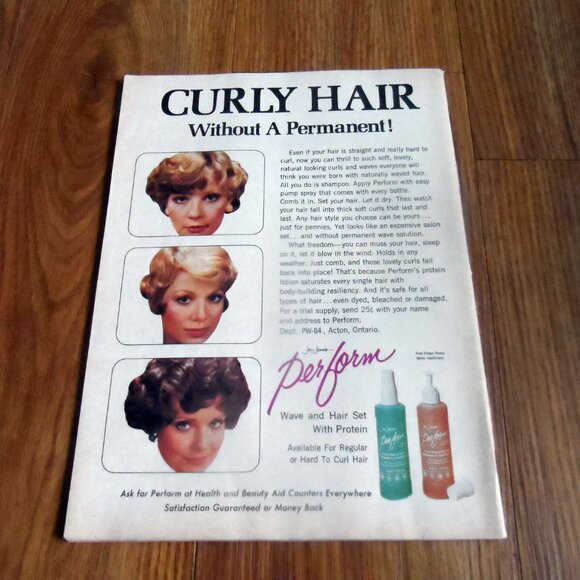 CURLY HAIR
Without A Permanent!
Even if your hair is straight and really hard to
curl, now you can thrill to such soft, lovely,
natural looking curls and waves everyone will
think you were born with naturally waved hair.
All you do is shampoo. Apply Perform with easy
pump spray that comes with every bottle.
Comb it in. Set your hair. Let it dry. Then watch
your hair fall into thick soft curls that last and
last. Any hair style you choose can be yours ...
just for pennies. Yet looks like an expensive salon
set ... and without permanent wave solution.
What freedom—you can muss your hair, sleep
on it, let it blow in the wind. Holds in any
weather. Just comb, and those lovely curls fall
back into place! That's because Perform's protein
lotion saturates every single hair with
body-building resiliency. And it's safe for all
types of hair ... even dyed, bleached or damaged.
For a trial supply, send 25¢ with your name
and address to Perform.
Dept. PW-84, Acton, Ontario.
Perform
Wave and Hair Set
With Protein
Available For Regular
or Hard To Curl Hair
Ask for Perform at Health and Beauty Aid Counters Everywhere
Satisfaction Guaranteed or Money Back